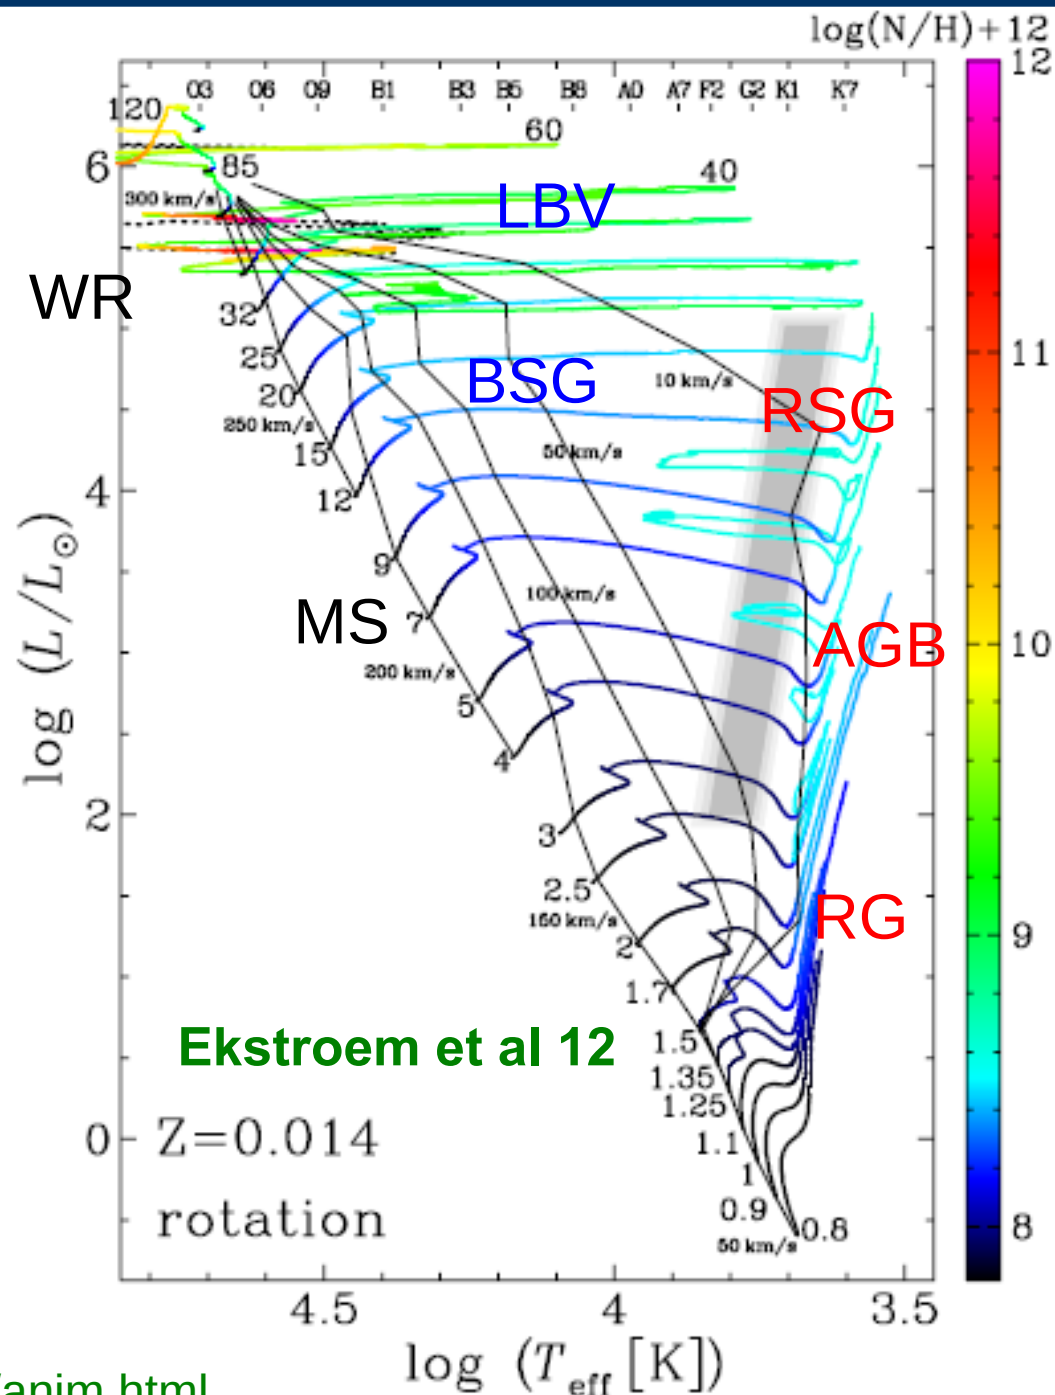 log(N/H)+12
O3 O6 O9 B1 B3 B5 B8 A0 A7 F2 G2 K1 K7
12
120
60
6
85
40
300 km/s
LBV
WR
32
25
11
20
BSG
10 km/s
RSG
250 km/s
15
50 km/s
4
12
9
100 km/s
7
MS
AGB
10
200 km/s
5
4
2
3
2.5
150 km/s
RG
9
2
1.7
Ekstroem et al 12
1.5
1.35
1.25
0
Z=0.014
1.1
1
0.9
rotation
0.8
8
50 km/s
log (L/L☉)
4.5 4 3.5
log (Teff [K])
/anim.html